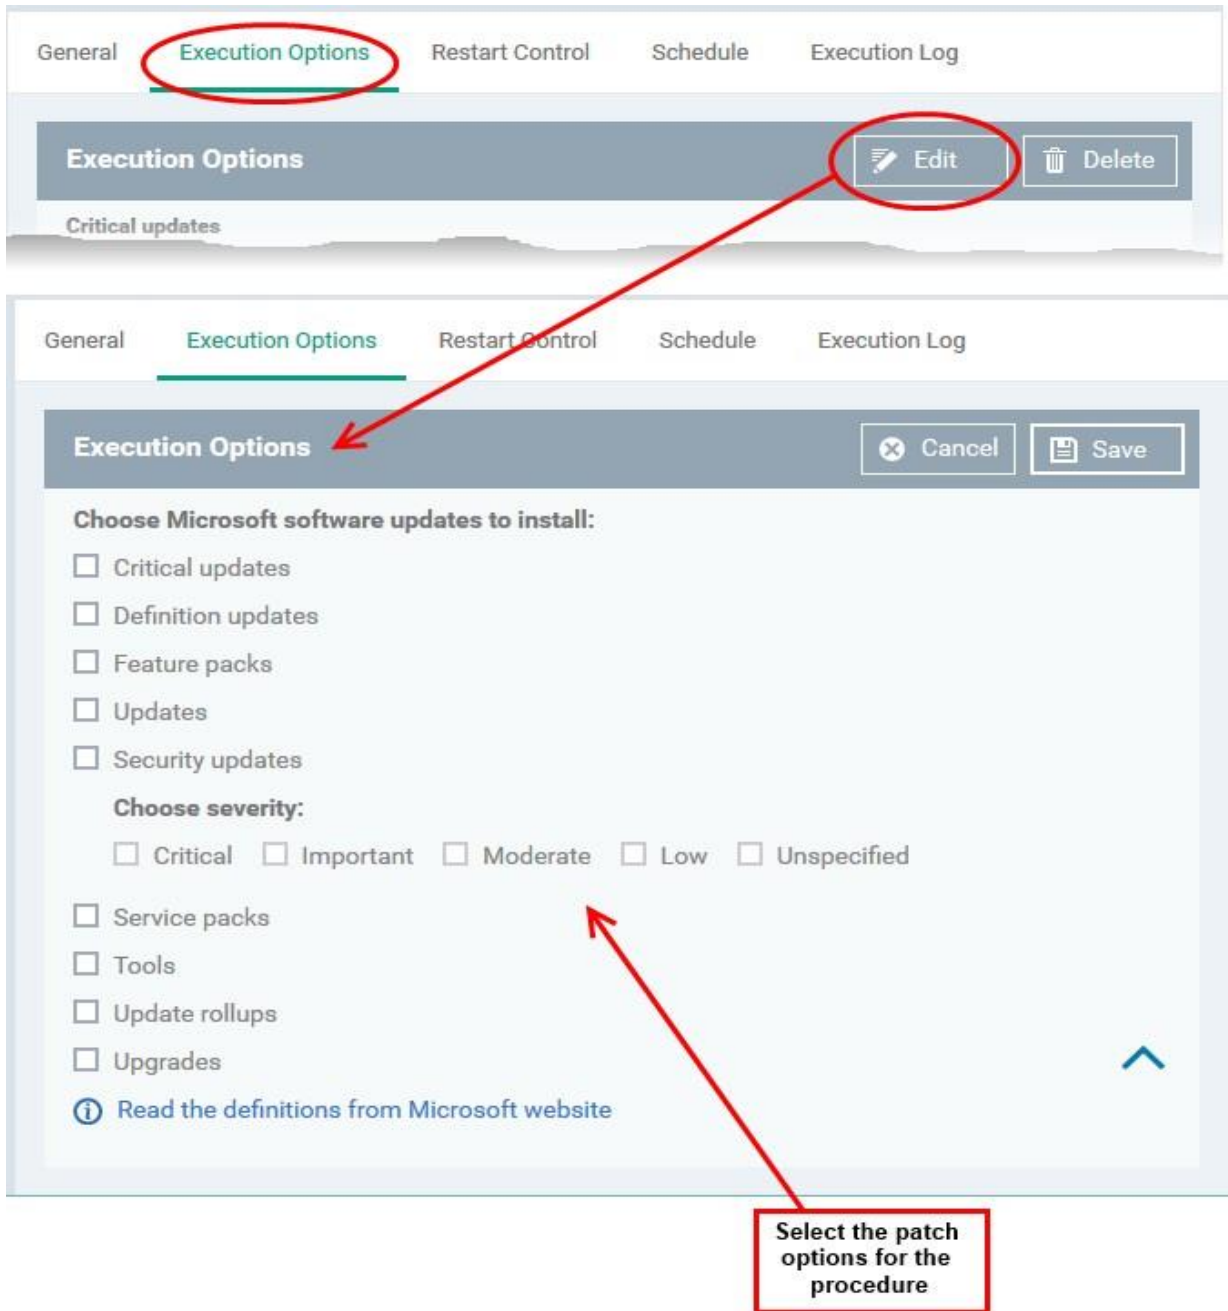 General Execution Options Restart Control Schedule Execution Log
Execution Options Edit Delete
Critical updates
General Execution Options Restart Control Schedule Execution Log
Execution Options Cancel Save
Choose Microsoft software updates to install:
Critical updates
Definition updates
Feature packs
Updates
Security updates
Choose severity:
Critical Important Moderate Low Unspecified
Service packs
Tools
Update rollups
Upgrades
Read the definitions from Microsoft website
Select the patch
options for the
procedure